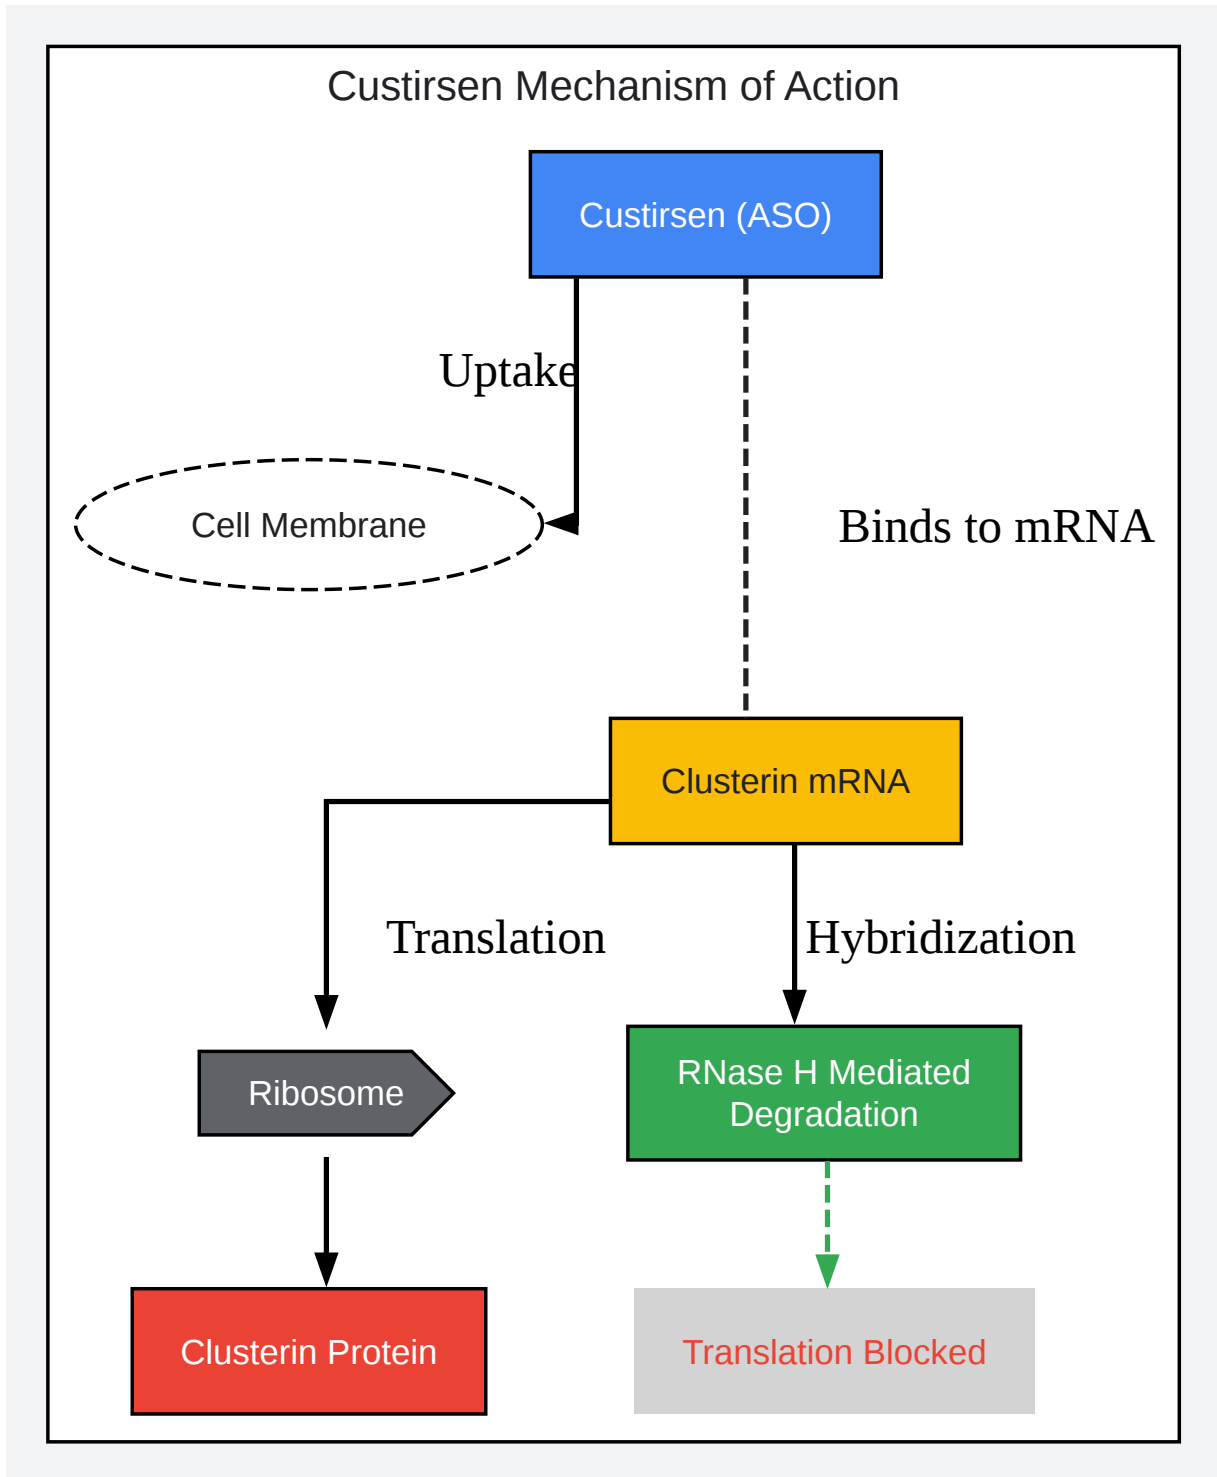 Custirsen Mechanism of Action
Custirsen (ASO)
Uptake
Cell Membrane
Binds to mRNA
Clusterin mRNA
Translation
Hybridization
Ribosome
RNase H Mediated
Degradation
Clusterin Protein
Translation Blocked